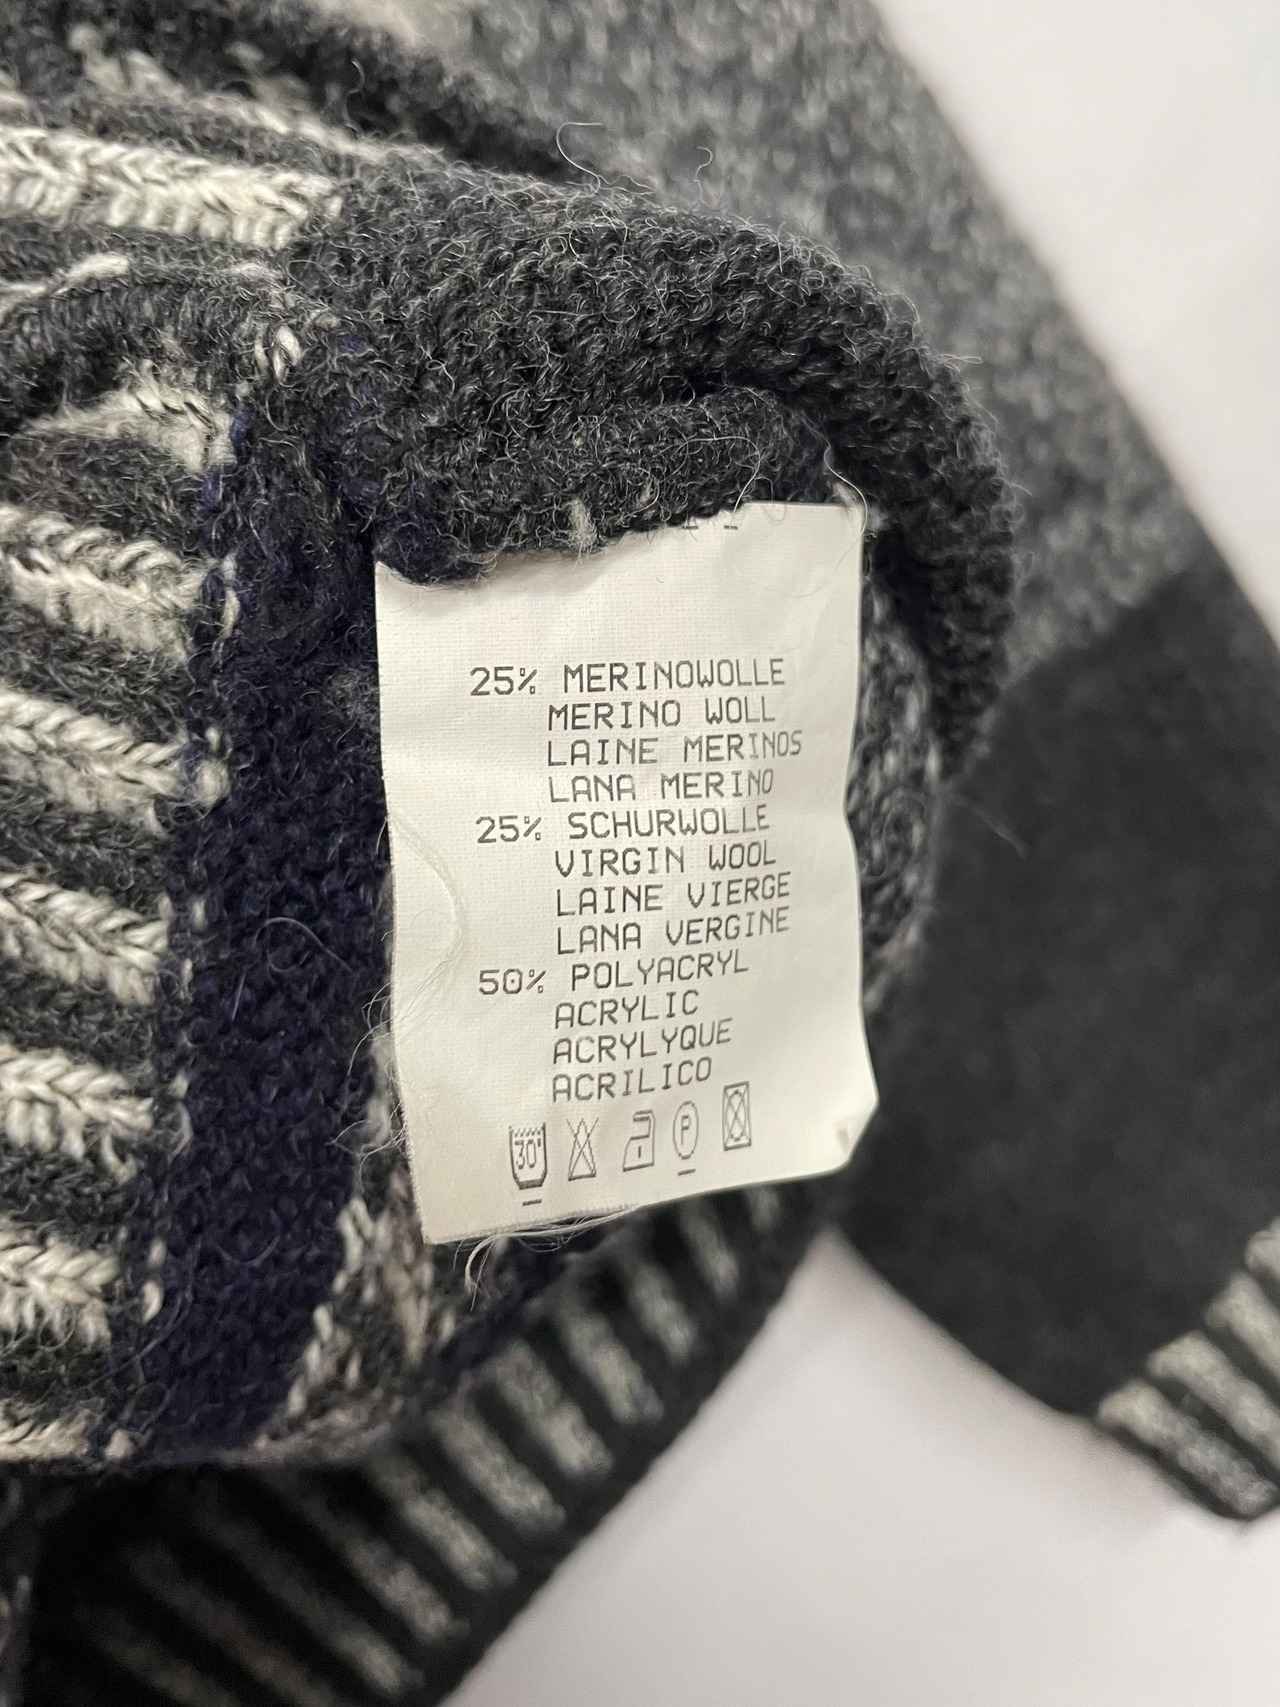 25% MERINOWOLLE
MERINO WOLL
LAINE MERINOS
LANA MERINO
25% SCHURWOLLE
VIRGIN WOOL
LAINE VIERGE
LANA VERGINE
50% POLYACRYL
ACRYLIC
ACRYLYQUE
ACRILICO
30° P